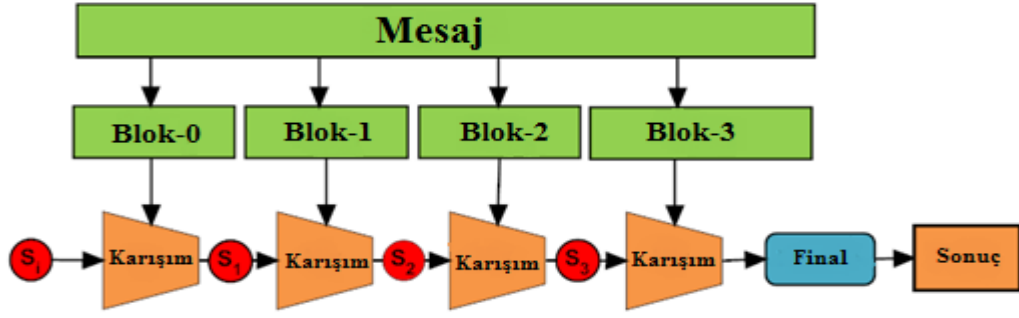 Mesaj
Blok-0 Blok-1 Blok-2 Blok-3
Si Karışım S1 Karışım S2 Karışım S3 Karışım Final Sonuç